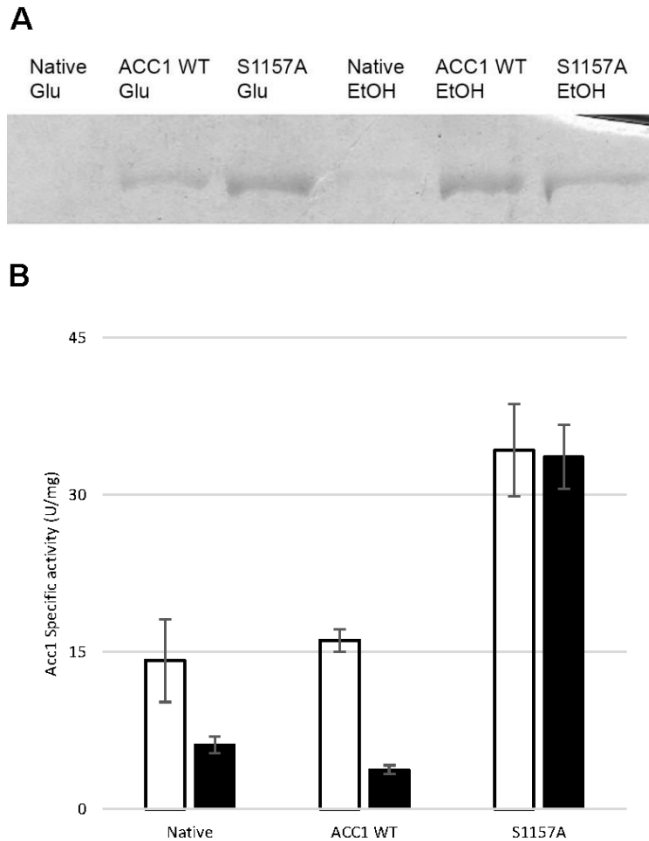 A
Native ACC1 WT S1157A Native ACC1 WT S1157A
Glu Glu Glu EtOH EtOH EtOH
B
45
30
15
0
Acc1 Specific activity (U/mg)
Native ACC1 WT S1157A